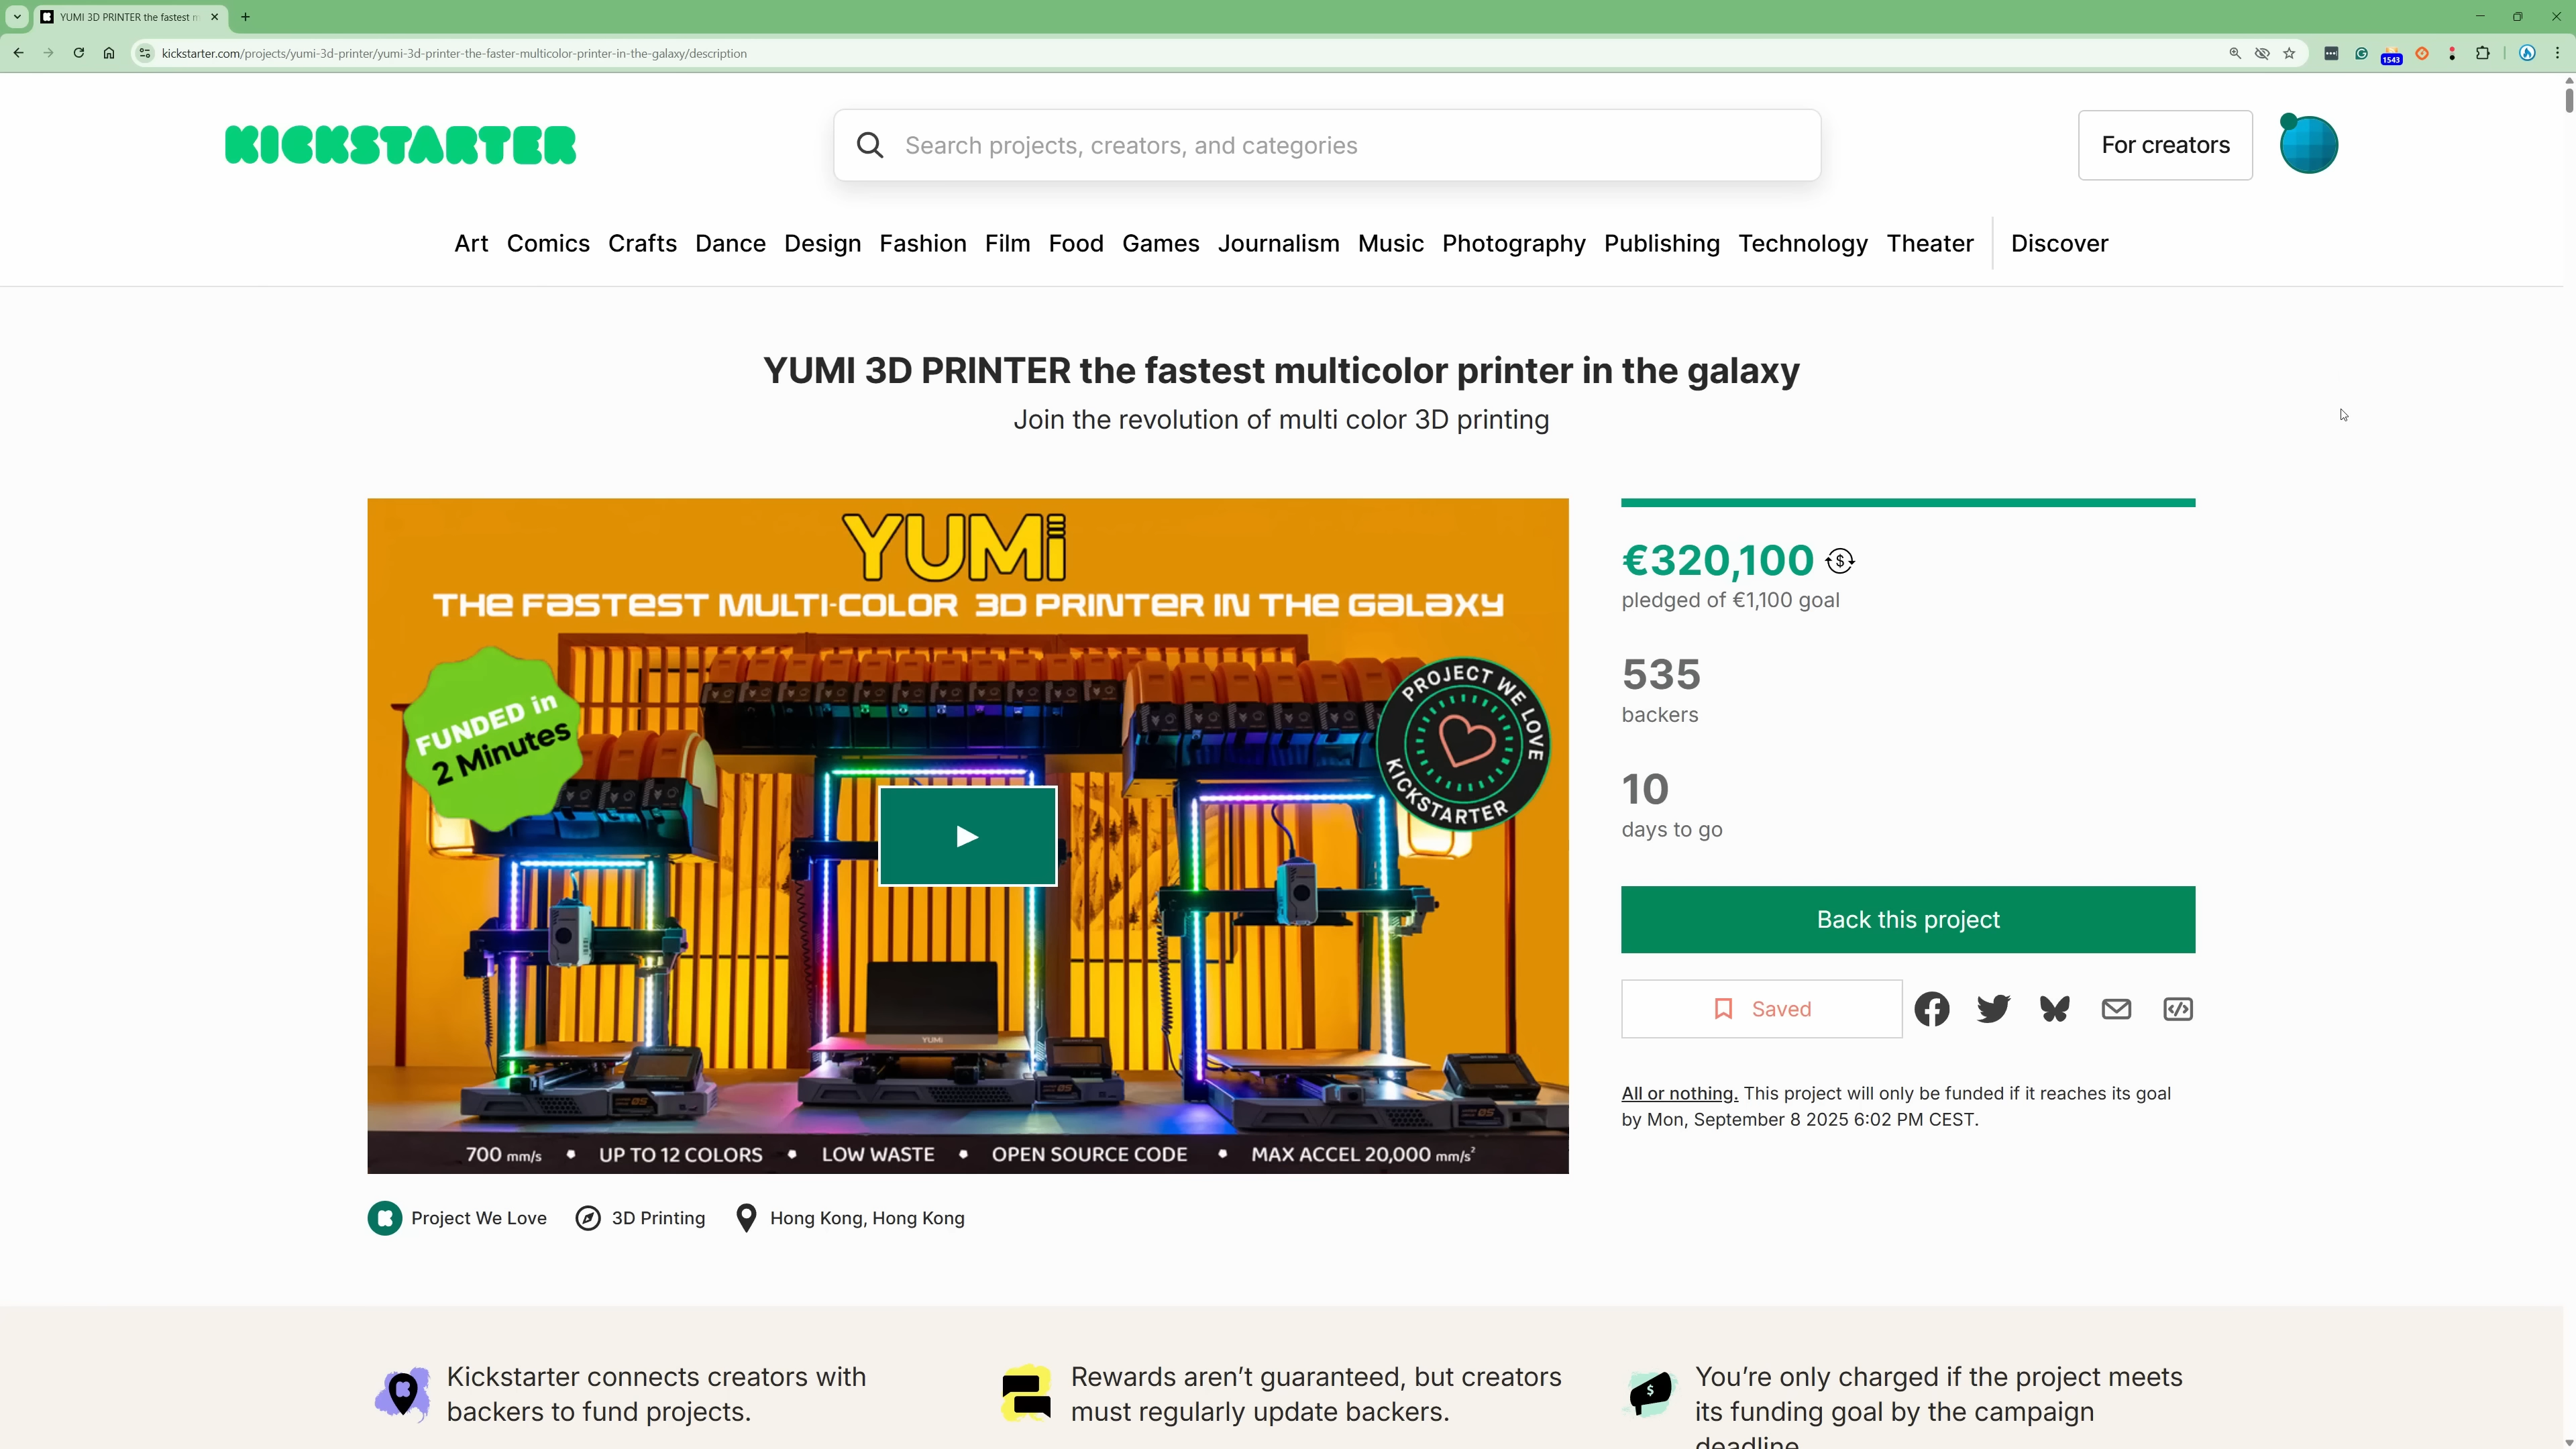 YUMI 3D PRINTER the fastest m
kickstarter.com/projects/yumi-3d-printer/yumi-3d-printer-the-faster-multicolor-printer-in-the-galaxy/description
1543
KICKSTARTER
Search projects, creators, and categories
For creators
Art Comics Crafts Dance Design Fashion Film Food Games Journalism Music Photography Publishing Technology Theater Discover
YUMI 3D PRINTER the fastest multicolor printer in the galaxy
Join the revolution of multi color 3D printing
YUMi
THE FASTEST MULTI-COLOR 3D PRINTER IN THE GALAXY
FUNDED in
2 Minutes
PROJECT WE LOVE
KICKSTARTER
YUMi
700 mm/s • UP TO 12 COLORS • LOW WASTE • OPEN SOURCE CODE • MAX ACCEL 20,000 mm/s²
€320,100
pledged of €1,100 goal
535
backers
10
days to go
Back this project
Saved
All or nothing. This project will only be funded if it reaches its goal
by Mon, September 8 2025 6:02 PM CEST.
Project We Love
3D Printing
Hong Kong, Hong Kong
Kickstarter connects creators with
backers to fund projects.
Rewards aren’t guaranteed, but creators
must regularly update backers.
You’re only charged if the project meets
its funding goal by the campaign
deadline.